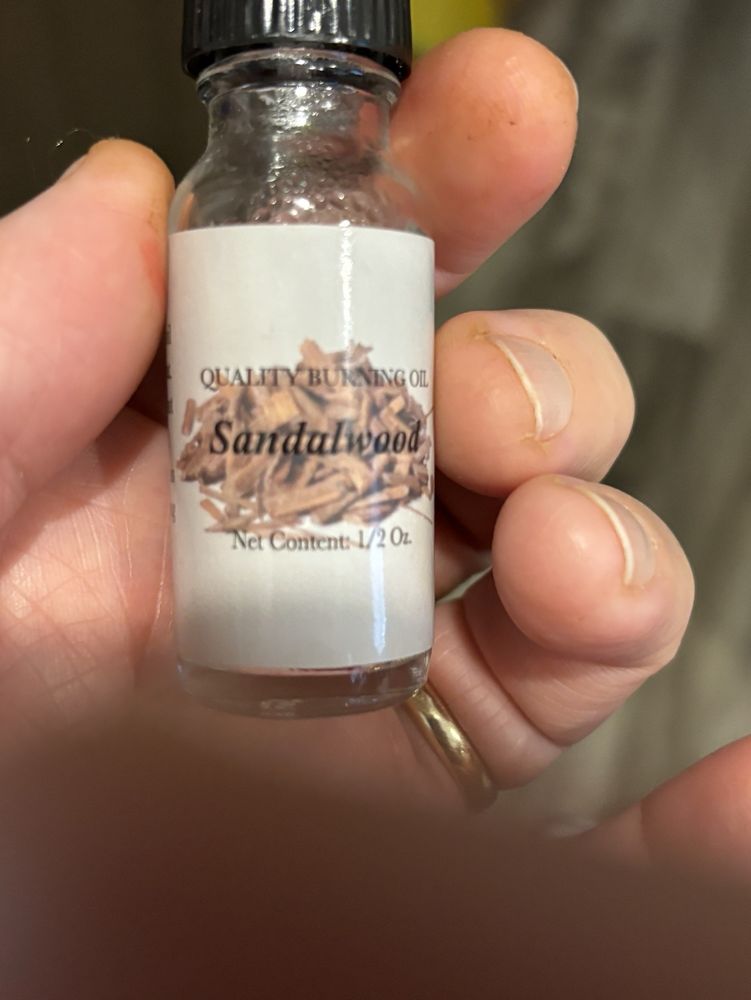 QUALITY BURNING OIL
Sandalwood
Net Content: 1/2 Oz.